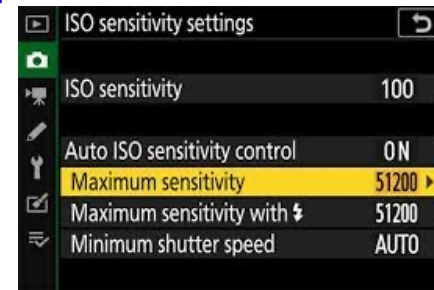 ISO sensitivity settings
ISO sensitivity 100
Auto ISO sensitivity control ON
Maximum sensitivity 51200
Maximum sensitivity with 51200
Minimum shutter speed AUTO